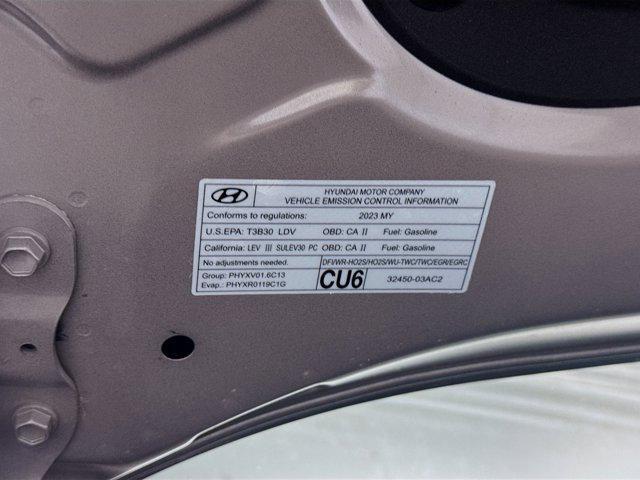 HYUNDAI MOTOR COMPANY
VEHICLE EMISSION CONTROL INFORMATION
Conforms to regulations: 2023 MY
U.S.EPA: T3B30 LDV OBD: CA II Fuel: Gasoline
California: LEV III SULEV30 PC OBD: CA II Fuel: Gasoline
No adjustments needed. DFI/WR-HO2S/HO2S/WU-TWC/TWC/EGR/EGRC
Group: PHYXV01.6C13
Evap.: PHYXR0119C1G
CU6 32450-03AC2